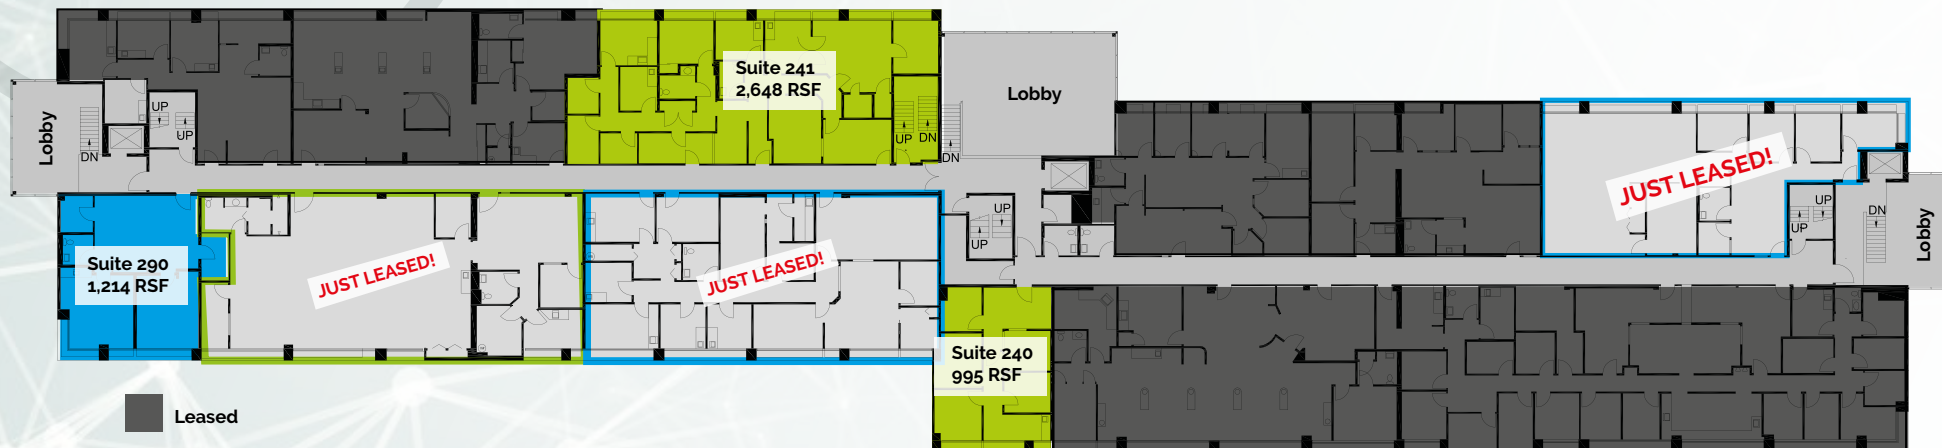 Suite 241
2,648 RSF
Lobby
Lobby
UP
UP
DN
UP
DN
DN
JUST LEASED!
UP
UP
DN
Lobby
UP
UP
Suite 290
1,214 RSF
JUST LEASED!
JUST LEASED!
Suite 240
995 RSF
Leased